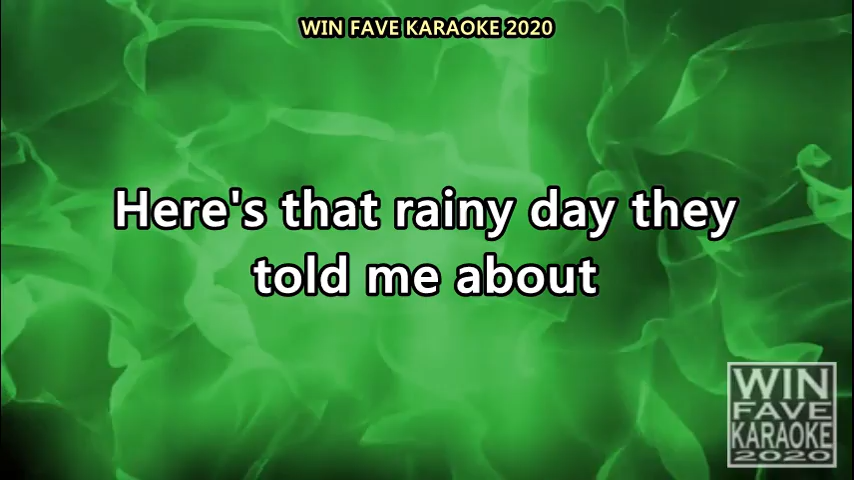 WIN FAVE KARAOKE 2020
Here's that rainy day they
told me about
WIN
FAVE
KARAOKE
2020